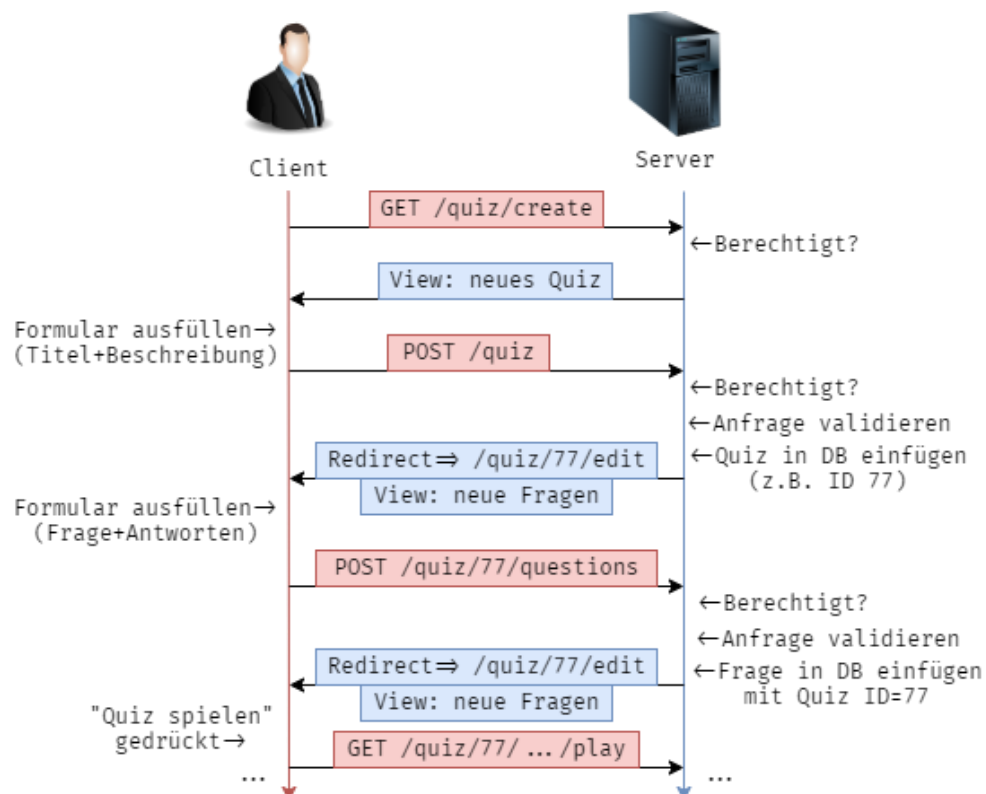 Client
Server
GET /quiz/create
←Berechtigt?
View: neues Quiz
Formular ausfüllen→
(Titel+Beschreibung)
POST /quiz
←Berechtigt?
←Anfrage validieren
Redirect⇒ /quiz/77/edit
←Quiz in DB einfügen
(z.B. ID 77)
View: neue Fragen
Formular ausfüllen→
(Frage+Antworten)
POST /quiz/77/questions
←Berechtigt?
←Anfrage validieren
Redirect⇒ /quiz/77/edit
←Frage in DB einfügen
mit Quiz ID=77
View: neue Fragen
"Quiz spielen"
gedrückt→
GET /quiz/77/ ... /play
...
...